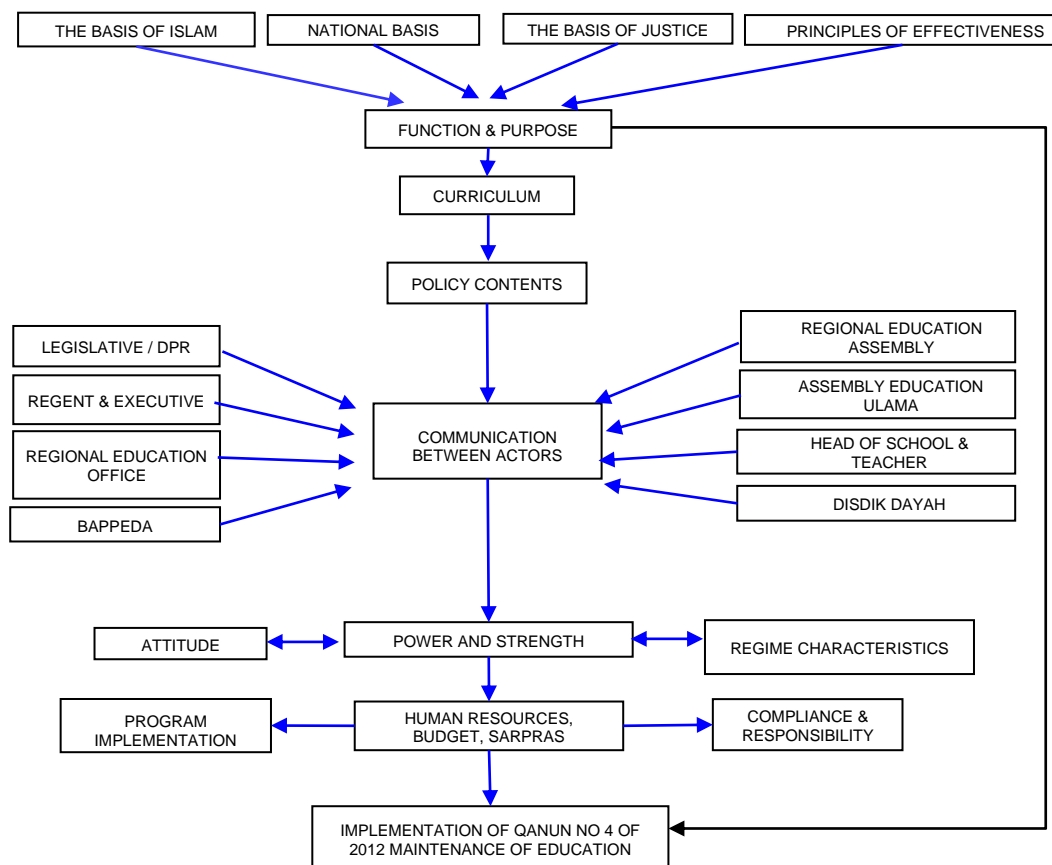 THE BASIS OF ISLAM
NATIONAL BASIS
THE BASIS OF JUSTICE
PRINCIPLES OF EFFECTIVENESS
FUNCTION & PURPOSE
CURRICULUM
POLICY CONTENTS
LEGISLATIVE / DPR
REGENT & EXECUTIVE
REGIONAL EDUCATION
OFFICE
BAPPEDA
COMMUNICATION
BETWEEN ACTORS
REGIONAL EDUCATION
ASSEMBLY
ASSEMBLY EDUCATION
ULAMA
HEAD OF SCHOOL &
TEACHER
DISDIK DAYAH
ATTITUDE
POWER AND STRENGTH
REGIME CHARACTERISTICS
PROGRAM
IMPLEMENTATION
HUMAN RESOURCES,
BUDGET, SARPRAS
COMPLIANCE &
RESPONSIBILITY
IMPLEMENTATION OF QANUN NO 4 OF
2012 MAINTENANCE OF EDUCATION